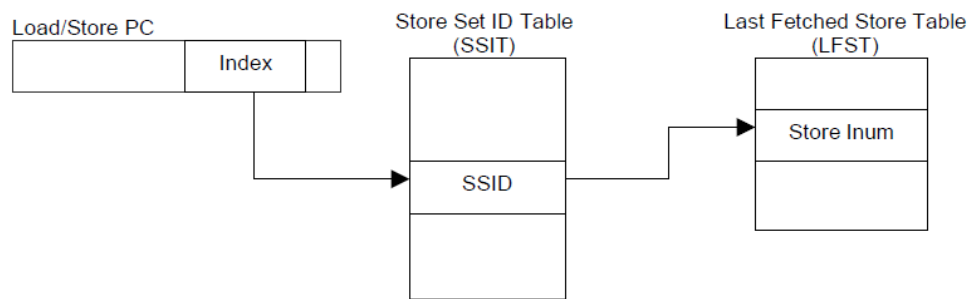 Load/Store PC
Index
Store Set ID Table
(SSIT)
SSID
Last Fetched Store Table
(LFST)
Store Inum